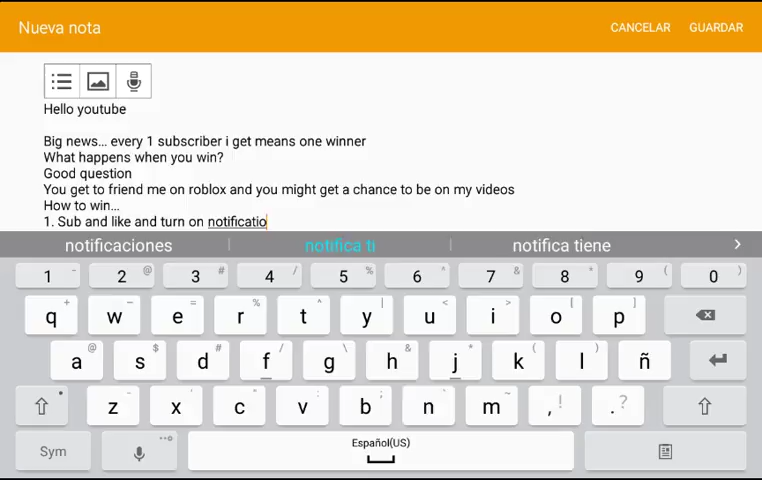 Nueva nota CANCELAR GUARDAR
Hello youtube
Big news... every 1 subscriber i get means one winner
What happens when you win?
Good question
You get to friend me on roblox and you might get a chance to be on my videos
How to win...
1. Sub and like and turn on notificatio
notificaciones notifica ti notifica tiene >
1 - 2 @ 3 # 4 / 5 % 6 ^ 7 & 8 * 9 ( 0 )
q + w - e = r % t ^ y | u < i > o [ p ]
a @ s $ d # f / g \ h & j * k ( l ) ñ
z - x ' c " v : b ; n , m / , ! . ?
Sym Español(US)